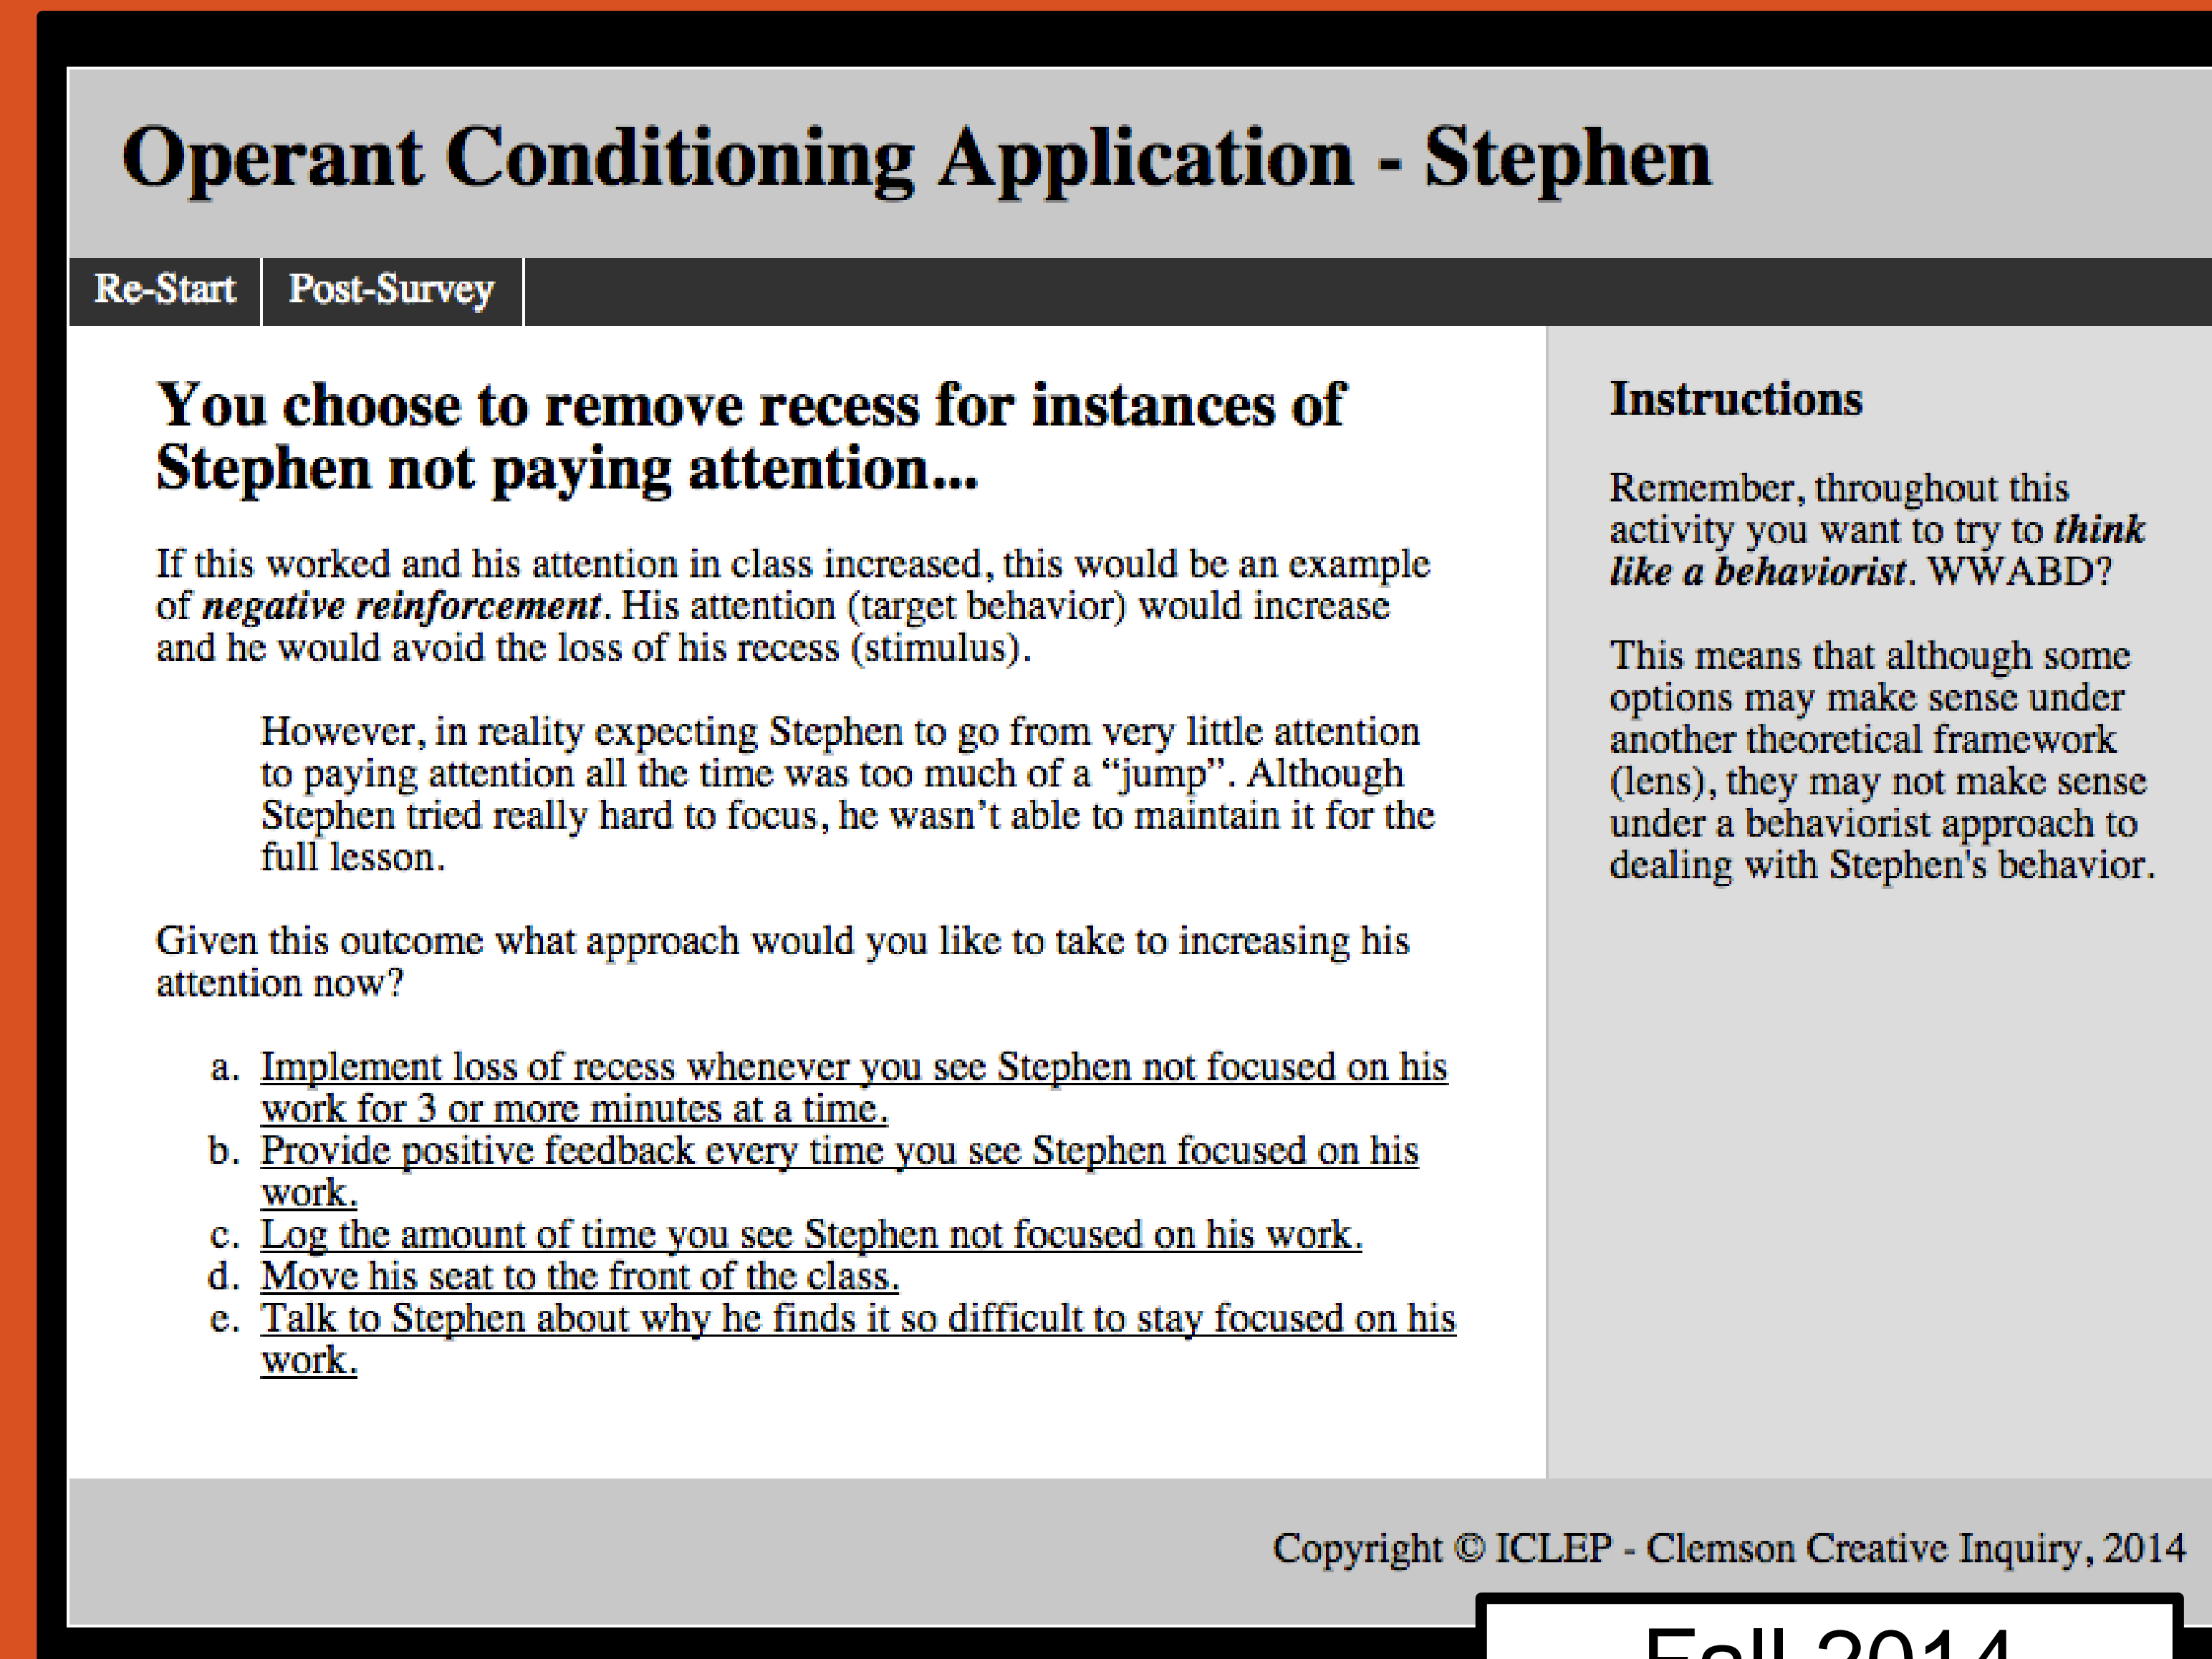 Operant Conditioning Application - Stephen
Re-Start
Post-Survey
You choose to remove recess for instances of
Stephen not paying attention...
If this worked and his attention in class increased, this would be an example
of negative reinforcement. His attention (target behavior) would increase
and he would avoid the loss of his recess (stimulus).
However, in reality expecting Stephen to go from very little attention
to paying attention all the time was too much of a “jump”. Although
Stephen tried really hard to focus, he wasn’t able to maintain it for the
full lesson.
Given this outcome what approach would you like to take to increasing his
attention now?
a. Implement loss of recess whenever you see Stephen not focused on his
work for 3 or more minutes at a time.
b. Provide positive feedback every time you see Stephen focused on his
work.
c. Log the amount of time you see Stephen not focused on his work.
d. Move his seat to the front of the class.
e. Talk to Stephen about why he finds it so difficult to stay focused on his
work.
Instructions
Remember, throughout this
activity you want to try to think
like a behaviorist. WWABD?
This means that although some
options may make sense under
another theoretical framework
(lens), they may not make sense
under a behaviorist approach to
dealing with Stephen's behavior.
Copyright © ICLEP - Clemson Creative Inquiry, 2014
Fall 2014